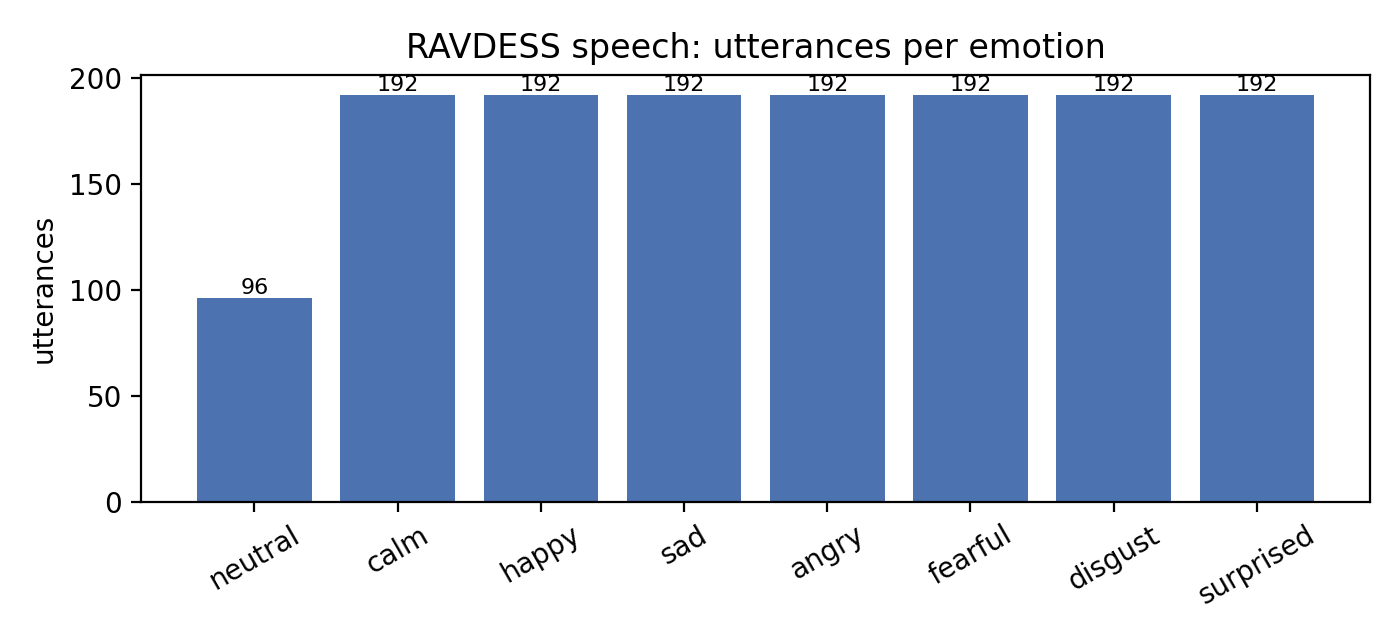 RAVDESS speech: utterances per emotion
200
150
100
50
0
utterances
96
192
192
192
192
192
192
192
neutral
calm
happy
sad
angry
fearful
disgust
surprised